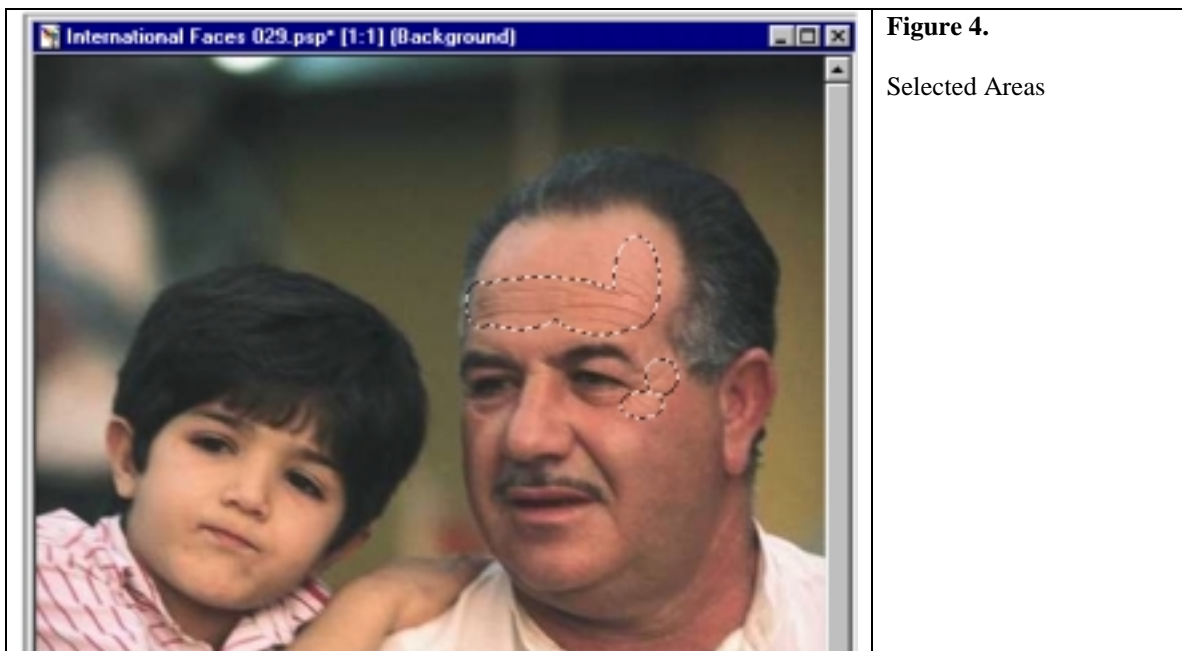 International Faces 029.psp* [1:1] (Background)
Figure 4.
Selected Areas